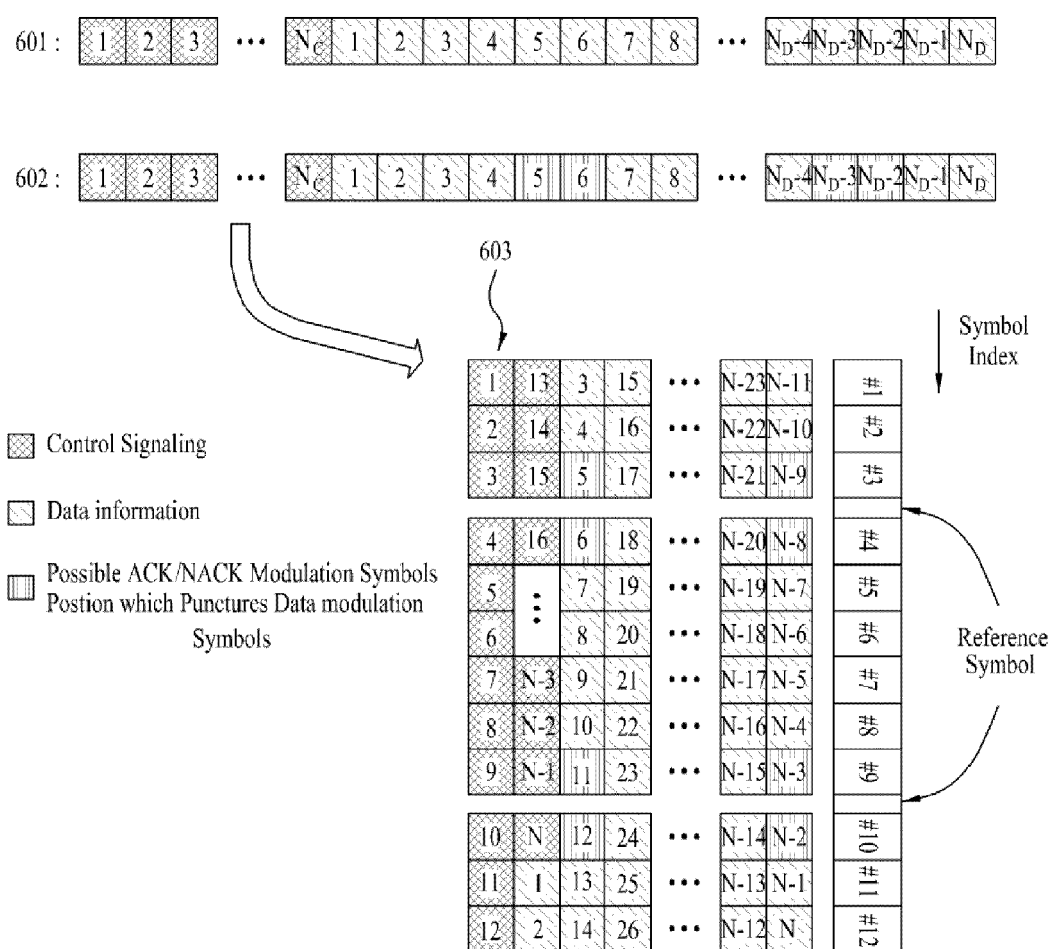 601 : 1 2 3 ••• N_C 1 2 3 4 5 6 7 8 ••• N_D-4 N_D-3 N_D-2 N_D-1 N_D
602 : 1 2 3 ••• N_C 1 2 3 4 5 6 7 8 ••• N_D-4 N_D-3 N_D-2 N_D-1 N_D
603
Symbol
Index
1 13 3 15 ••• N-23 N-11 #1
2 14 4 16 ••• N-22 N-10 #2
3 15 5 17 ••• N-21 N-9 #3
4 16 6 18 ••• N-20 N-8 #4
5 7 19 ••• N-19 N-7 #5
6 8 20 ••• N-18 N-6 #6
7 N-3 9 21 ••• N-17 N-5 #7
8 N-2 10 22 ••• N-16 N-4 #8
9 N-1 11 23 ••• N-15 N-3 #9
10 N 12 24 ••• N-14 N-2 #10
11 1 13 25 ••• N-13 N-1 #11
12 2 14 26 ••• N-12 N #12
Control Signaling
Data information
Possible ACK/NACK Modulation Symbols
Postion which Punctures Data modulation
Symbols
Reference
Symbol